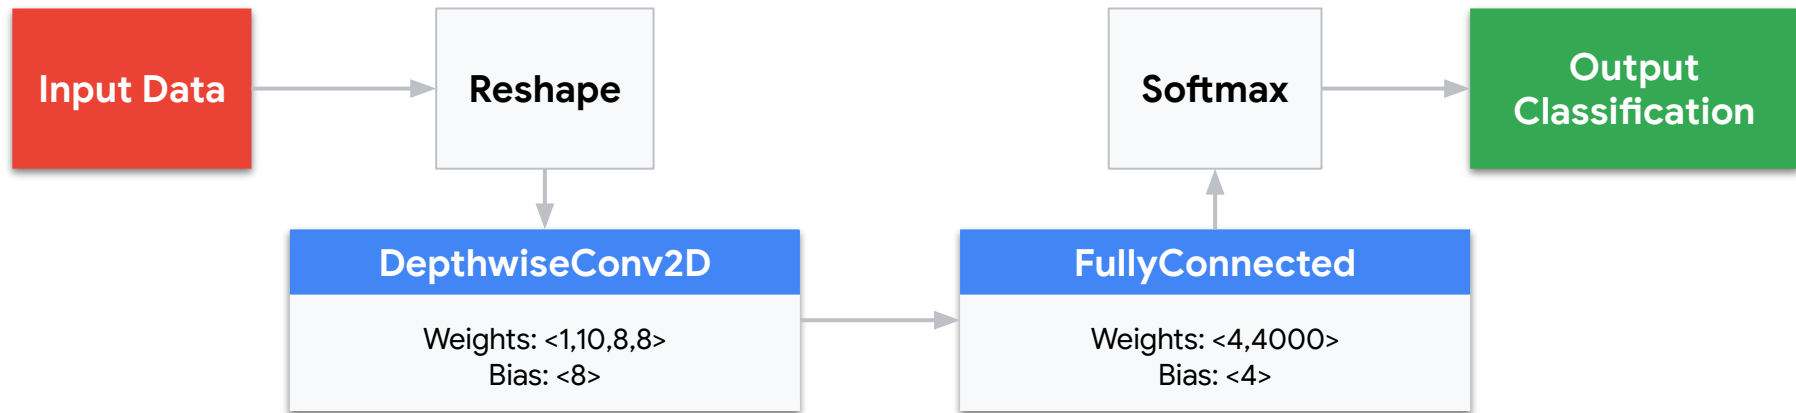 Input Data
Reshape
DepthwiseConv2D
Weights: <1,10,8,8>
Bias: <8>
FullyConnected
Weights: <4,4000>
Bias: <4>
Softmax
Output
Classification